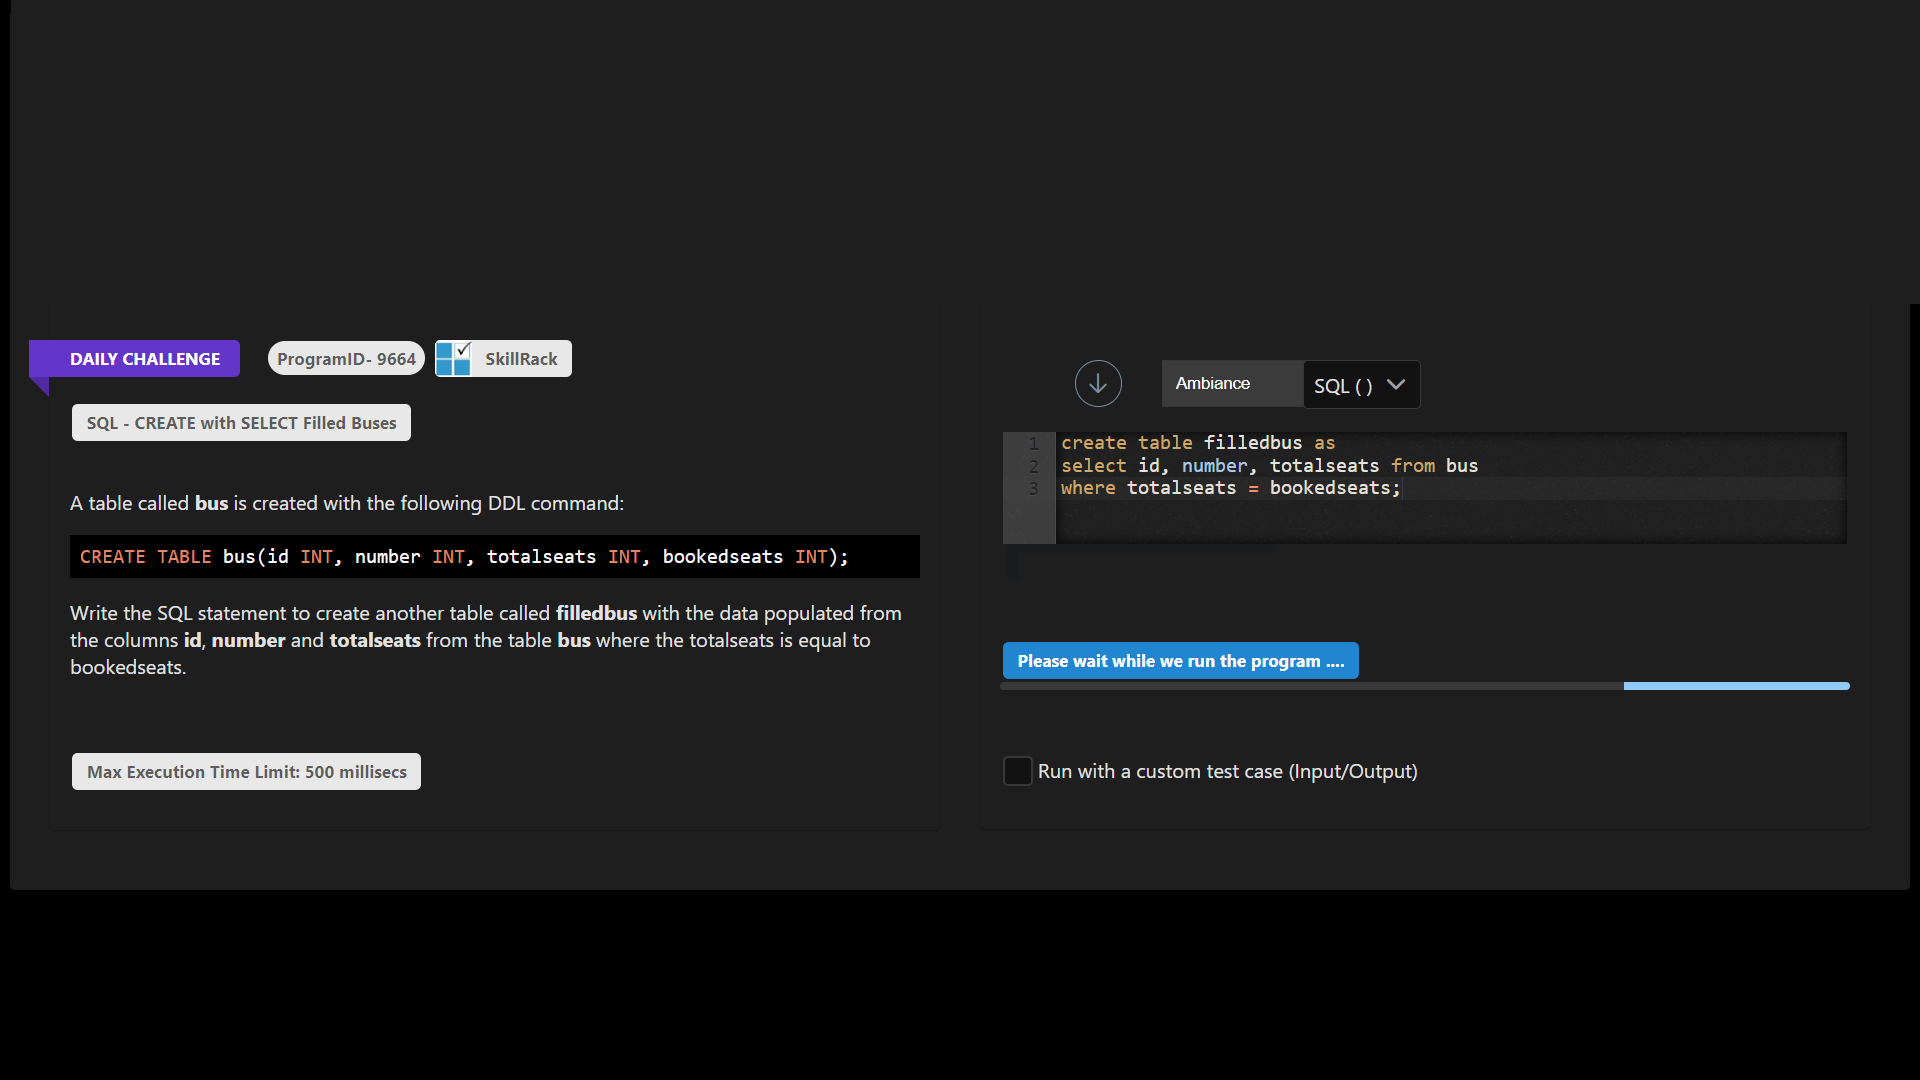 DAILY CHALLENGE
ProgramID- 9664
SkillRack
SQL - CREATE with SELECT Filled Buses
A table called bus is created with the following DDL command:
CREATE TABLE bus(id INT, number INT, totalseats INT, bookedseats INT);
Write the SQL statement to create another table called filledbus with the data populated from
the columns id, number and totalseats from the table bus where the totalseats is equal to
bookedseats.
Max Execution Time Limit: 500 millisecs
Ambiance
SQL ( )
1 create table filledbus as
2 select id, number, totalseats from bus
3 where totalseats = bookedseats;
Please wait while we run the program ....
Run with a custom test case (Input/Output)